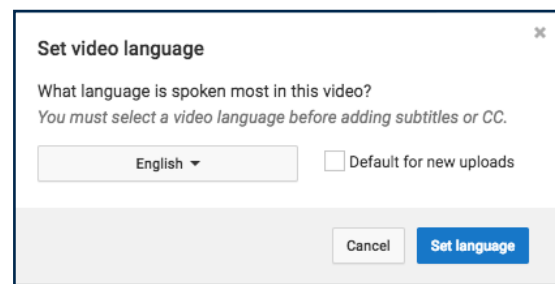 Set video language
What language is spoken most in this video?
You must select a video language before adding subtitles or CC.
English
Default for new uploads
Cancel
Set language